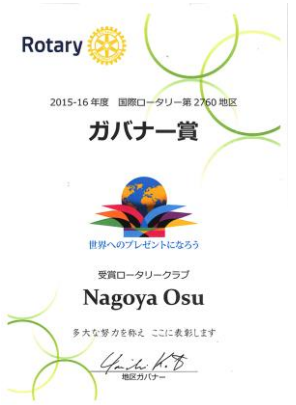 Rotary
2015-16 年度　国際ロータリー第 2760 地区
ガバナー賞
世界へのプレゼントになろう
受賞ロータリークラブ
Nagoya Osu
多大な努力を称え　ここに表彰します
地区ガバナー